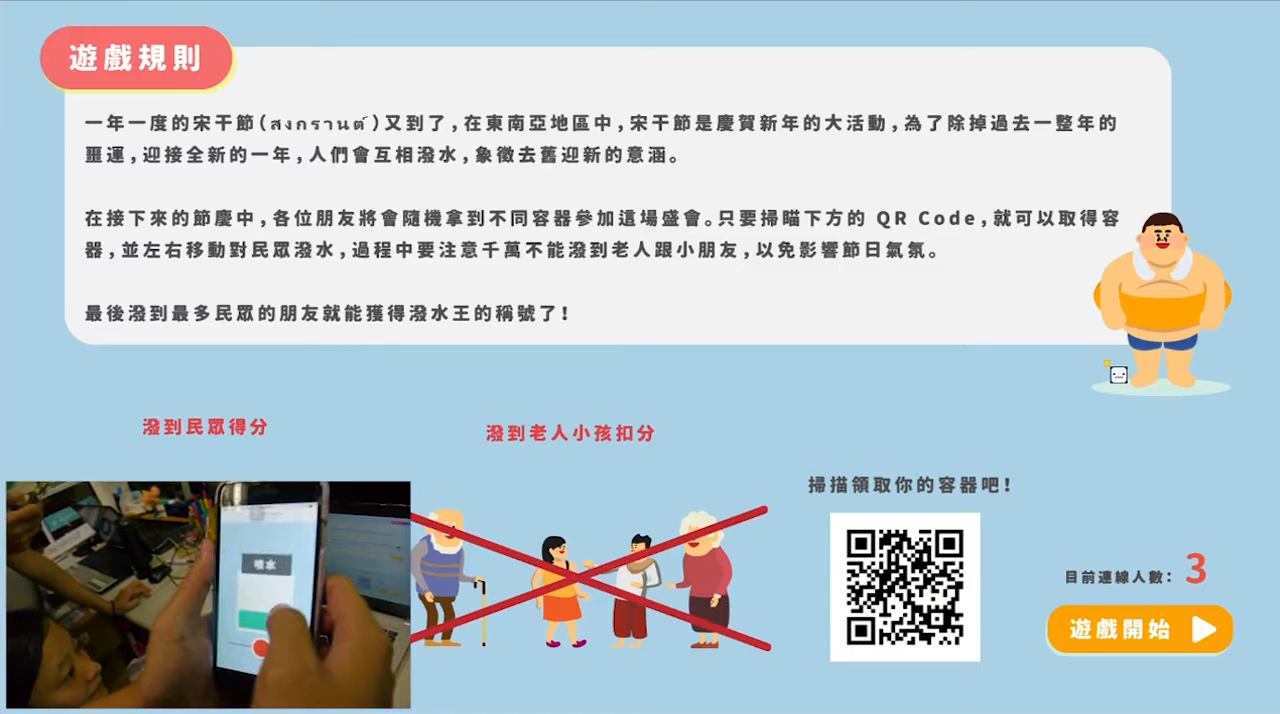 遊戲規則
一年一度的宋干節(สงกรานต์)又到了,在東南亞地區中,宋干節是慶賀新年的大活動,為了除掉過去一整年的
噩運,迎接全新的一年,人們會互相潑水,象徵去舊迎新的意涵。
在接下來的節慶中,各位朋友將會隨機拿到不同容器參加這場盛會。只要掃瞄下方的 QR Code,就可以取得容
器,並左右移動對民眾潑水,過程中要注意千萬不能潑到老人跟小朋友,以免影響節日氣氛。
最後潑到最多民眾的朋友就能獲得潑水王的稱號了!
潑到民眾得分
潑到老人小孩扣分
掃描領取你的容器吧!
目前連線人數: 3
遊戲開始
噴水